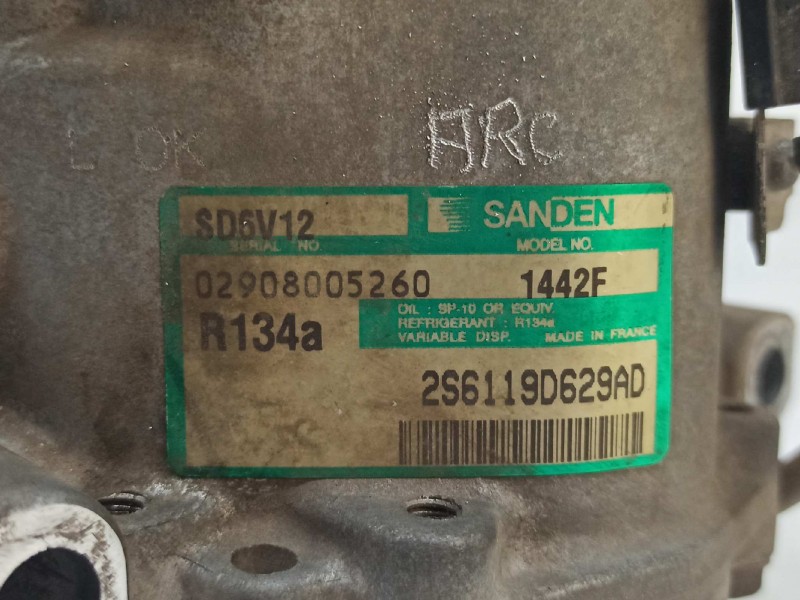 L OK
ARC
SD6V12 SANDEN
SERIAL NO. MODEL NO.
02908005260 1442F
R134a
OIL : SP-10 OR EQUIV.
REFRIGERANT : R134a
VARIABLE DISP. MADE IN FRANCE
2S6119D629AD